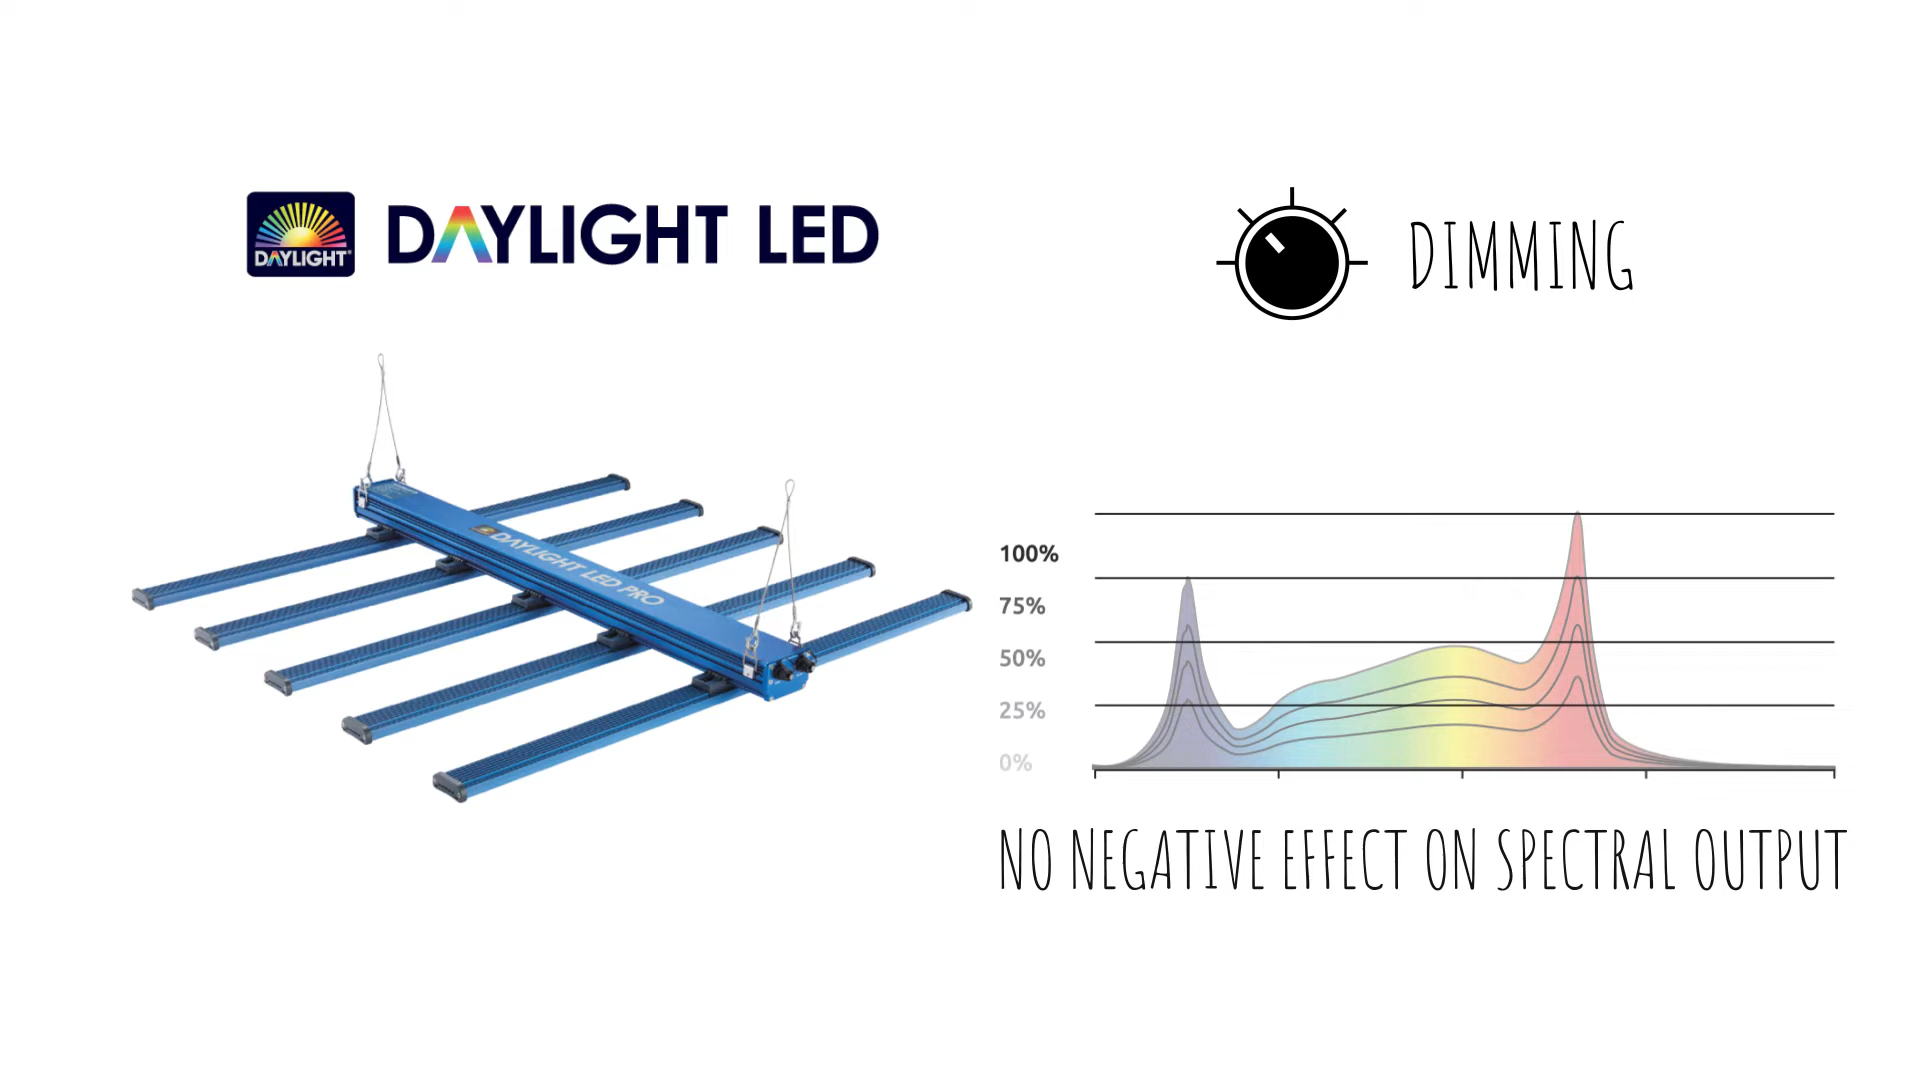 DAYLIGHT®
DAYLIGHT LED
DIMMING
DAYLIGHT LED PRO
100%
75%
50%
25%
0%
NO NEGATIVE EFFECT ON SPECTRAL OUTPUT